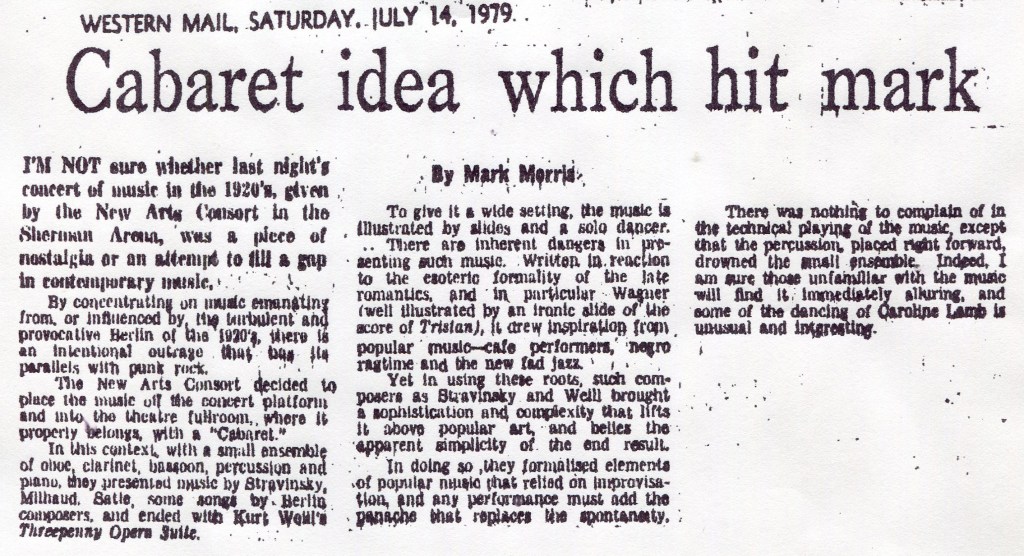 WESTERN MAIL, SATURDAY, JULY 14, 1979
Cabaret idea which hit mark
I'M NOT sure whether last night's
concert of music in the 1920's, given
by the New Arts Consort in the
Sherman Arena, was a piece of
nostalgia or an attempt to fill a gap
in contemporary music.
By concentrating on music emanating
from, or influenced by, the turbulent and
provocative Berlin of the 1920's, there is
an intentional outrage that has its
parallels with punk rock.
The New Arts Consort decided to
place the music off the concert platform
and into the theatre fullroom, where it
properly belongs, with a "Cabaret."
In this context, with a small ensemble
of oboe, clarinet, bassoon, percussion and
piano, they presented music by Stravinsky,
Milhaud, Satie, some songs by Berlin
composers, and ended with Kurt Weill's
Threepenny Opera Suite.
By Mark Morris
To give it a wide setting, the music is
illustrated by slides and a solo dancer.
There are inherent dangers in pre-
senting such music. Written in reaction
to the esoteric formality of the late
romantics, and in particular Wagner
(well illustrated by an ironic slide of the
score of Tristan), it drew inspiration from
popular music—cafe performers, negro
ragtime and the new fad jazz.
Yet in using these roots, such com-
posers as Stravinsky and Weill brought
a sophistication and complexity that lifts
it above popular art, and belies the
apparent simplicity of the end result.
In doing so they formalised elements
of popular music that relied on improvisa-
tion, and any performance must add the
panache that replaces the spontaneity.
There was nothing to complain of in
the technical playing of the music, except
that the percussion, placed right forward,
drowned the small ensemble. Indeed, I
am sure those unfamiliar with the music
will find it immediately alluring, and
some of the dancing of Caroline Lamb is
unusual and interesting.